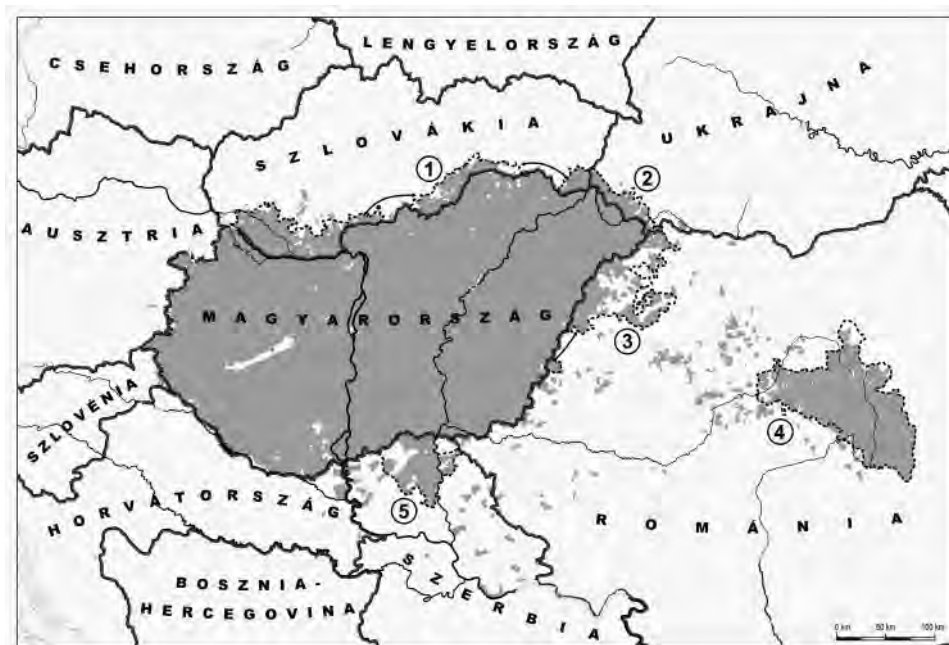 LENGYELORSZÁG
CSEHORSZÁG
UKRAJNA
SZLOVÁKIA
1
2
AUSZTRIA
MAGYARORSZÁG
3
SZLOVÉNIA
4
HORVÁTORSZÁG
5
ROMÁNIA
SZERBIA
BOSZNIA-
HERCEGOVINA
0 km 50 km 100 km